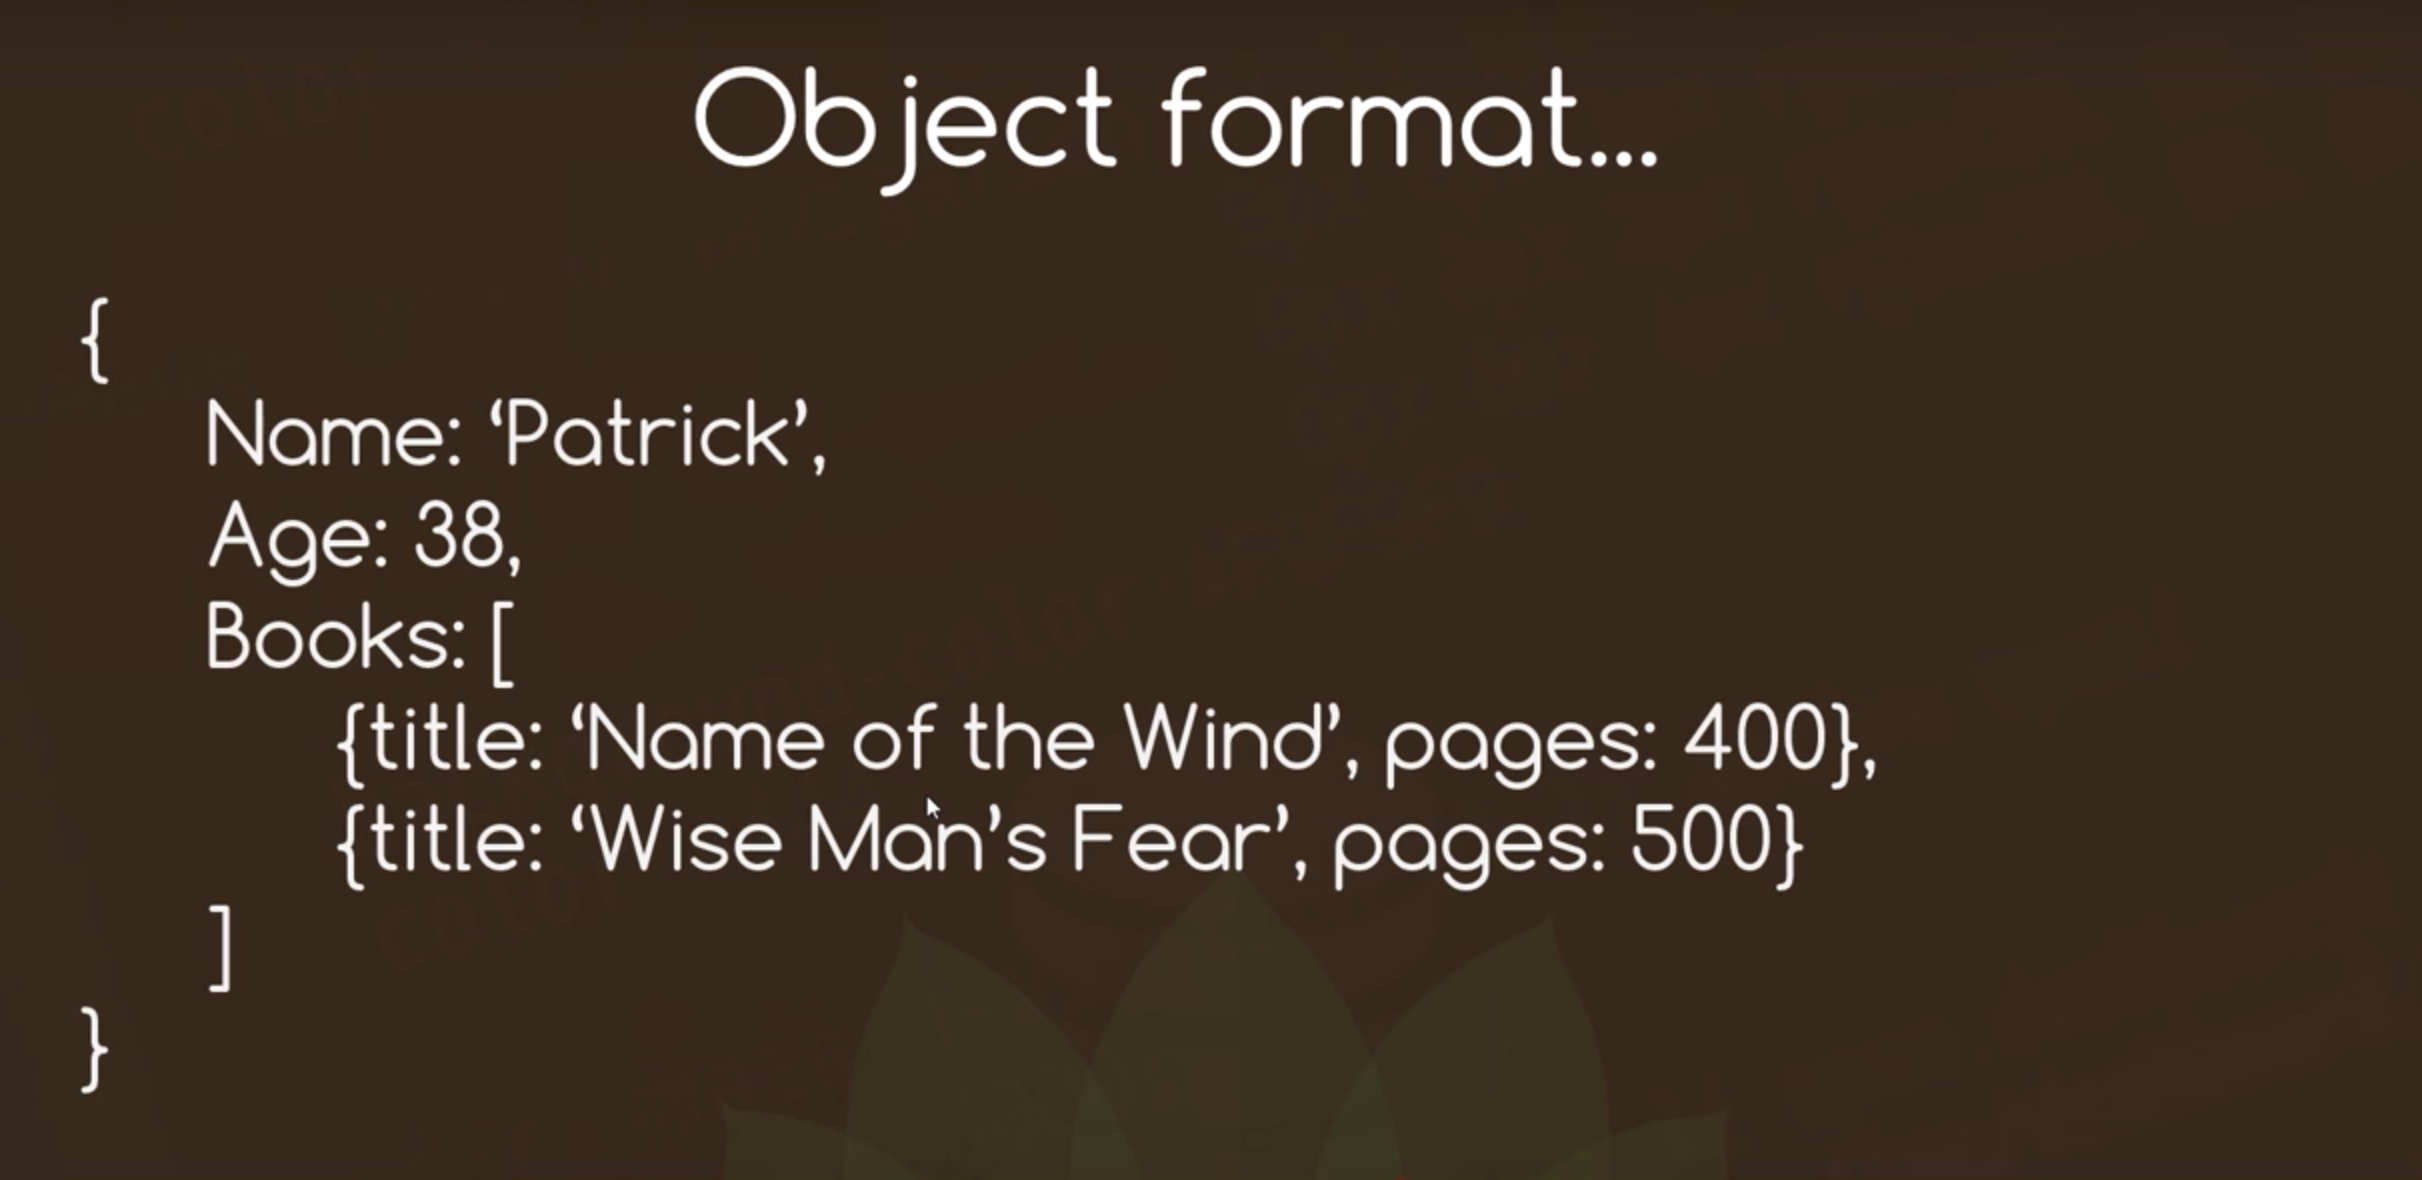 Object format...
{
Name: ‘Patrick’,
Age: 38,
Books: [
{title: ‘Name of the Wind’, pages: 400},
{title: ‘Wise Man’s Fear’, pages: 500}
]
}